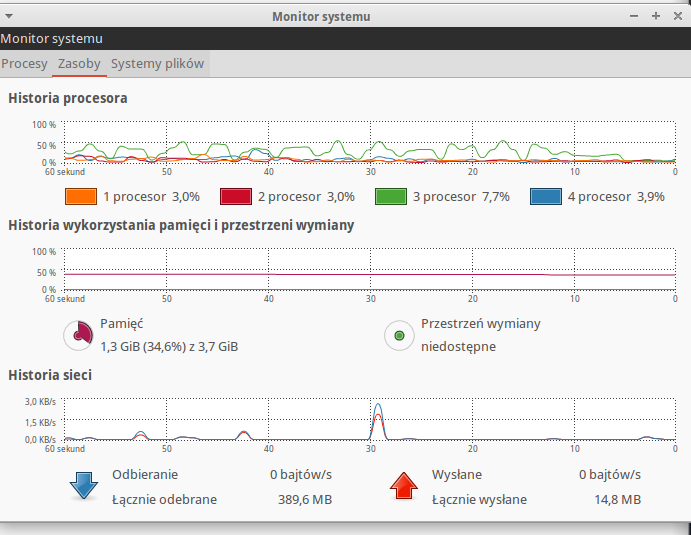 Monitor systemu
Monitor systemu
Procesy Zasoby Systemy plików
Historia procesora
100 %
50 %
0 %
60 sekund 50 40 30 20 10 0
1 procesor 3,0% 2 procesor 3,0% 3 procesor 7,7% 4 procesor 3,9%
Historia wykorzystania pamięci i przestrzeni wymiany
100 %
50 %
0 %
60 sekund 50 40 30 20 10 0
Pamięć Przestrzeń wymiany
1,3 GiB (34,6%) z 3,7 GiB niedostępne
Historia sieci
3,0 KB/s
1,5 KB/s
0,0 KB/s
60 sekund 50 40 30 20 10 0
Odbieranie 0 bajtów/s Wysłane 0 bajtów/s
Łącznie odebrane 389,6 MB Łącznie wysłane 14,8 MB